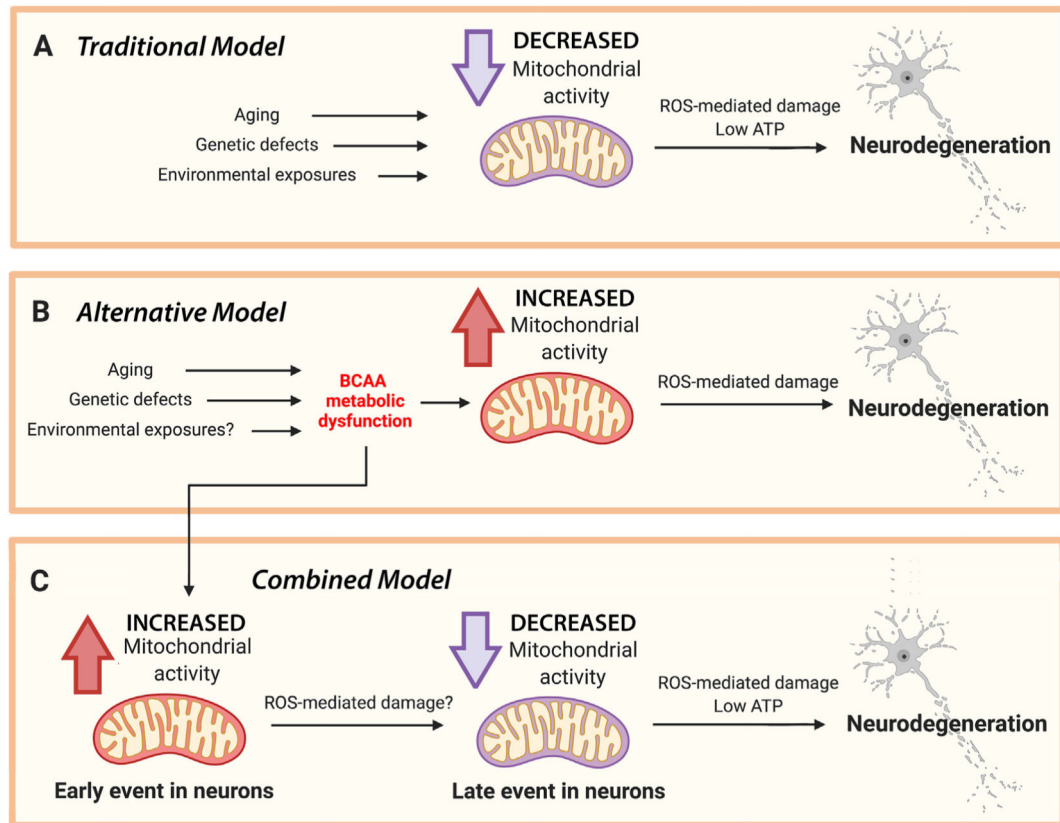 A Traditional Model
DECREASED
Mitochondrial
activity
Aging
Genetic defects
Environmental exposures
ROS-mediated damage
Low ATP
Neurodegeneration
B Alternative Model
INCREASED
Mitochondrial
activity
Aging
Genetic defects
Environmental exposures?
BCAA
metabolic
dysfunction
ROS-mediated damage
Neurodegeneration
C Combined Model
INCREASED
Mitochondrial
activity
ROS-mediated damage?
Early event in neurons
DECREASED
Mitochondrial
activity
Late event in neurons
ROS-mediated damage
Low ATP
Neurodegeneration